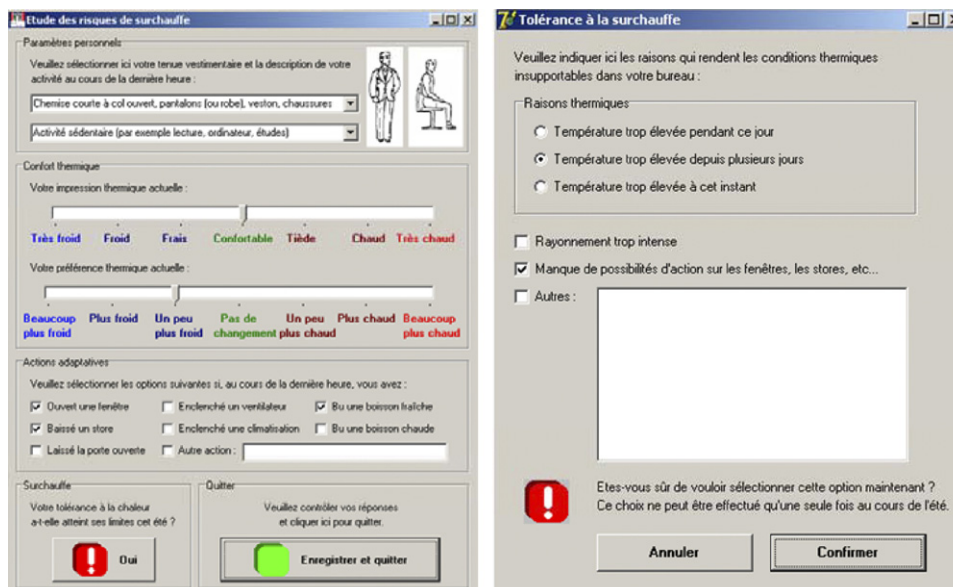 Etude des risques de surchauffe
Paramètres personnels
Veuillez sélectionner ici votre tenue vestimentaire et la description de votre
activité au cours de la dernière heure :
Chemise courte à col ouvert, pantalons (ou robe), veston, chaussures
Activité sédentaire (par exemple lecture, ordinateur, études)
Confort thermique
Votre impression thermique actuelle :
Très froid Froid Frais Confortable Tiède Chaud Très chaud
Votre préférence thermique actuelle :
Beaucoup plus froid Plus froid Un peu plus froid Pas de changement Un peu plus chaud Plus chaud Beaucoup plus chaud
Actions adaptatives
Veuillez sélectionner les options suivantes si, au cours de la dernière heure, vous avez :
Ouvert une fenêtre Enclenché un ventilateur Bu une boisson fraîche
Baissé un store Enclenché une climatisation Bu une boisson chaude
Laissé la porte ouverte Autre action :
Surchauffe
Votre tolérance à la chaleur
a-t-elle atteint ses limites cet été ?
Oui
Quitter
Veuillez contrôler vos réponses
et cliquer ici pour quitter.
Enregistrer et quitter
Tolérance à la surchauffe
Veuillez indiquer ici les raisons qui rendent les conditions thermiques
insupportables dans votre bureau :
Raisons thermiques
Température trop élevée pendant ce jour
Température trop élevée depuis plusieurs jours
Température trop élevée à cet instant
Rayonnement trop intense
Manque de possibilités d'action sur les fenêtres, les stores, etc...
Autres :
Etes-vous sûr de vouloir sélectionner cette option maintenant ?
Ce choix ne peut être effectué qu'une seule fois au cours de l'été.
Annuler Confirmer